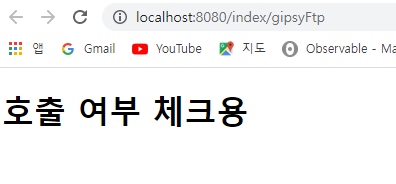 localhost:8080/index/gipsyFtp
앱 Gmail YouTube 지도 Observable - Ma
호출 여부 체크용